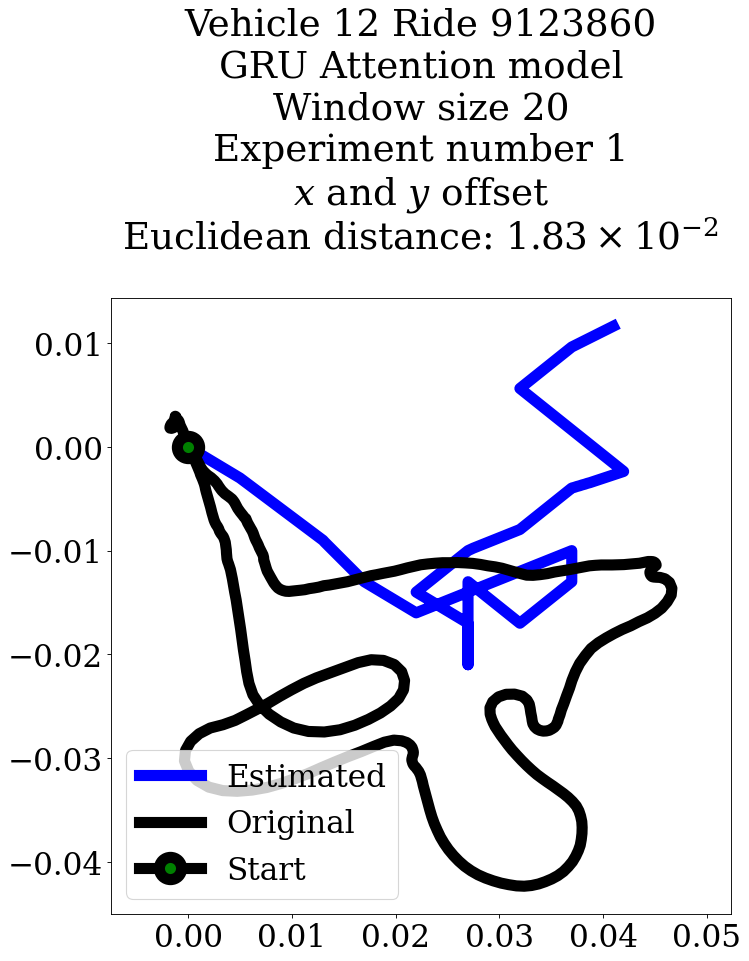 Vehicle 12 Ride 9123860
GRU Attention model
Window size 20
Experiment number 1
x and y offset
Euclidean distance: 1.83 × 10⁻²
0.01
0.00
−0.01
−0.02
−0.03
−0.04
Estimated
Original
Start
0.00 0.01 0.02 0.03 0.04 0.05